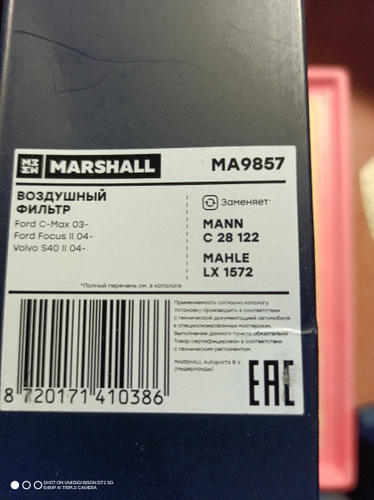 MARSHALL MA9857
ВОЗДУШНЫЙ
ФИЛЬТР
Ford C-Max 03-
Ford Focus II 04-
Volvo S40 II 04-
Заменяет*
MANN
C 28 122
MAHLE
LX 1572
*Полный перечень см. в каталоге
Применяемость согласно каталогу.
Установку производить в соответствии
с технической документацией автомобиля
в специализированных мастерских.
Выполнение данного пункта обязательно.
Товар сертифицирован в соответствии
с техническим регламентом.
MARSHALL Autoparts B.V.
(Нидерланды)
EAC
8 720171 410386
SHOT ON UMIDIGI BISON GT2 5G
64MP AI TRIPLE CAMERA